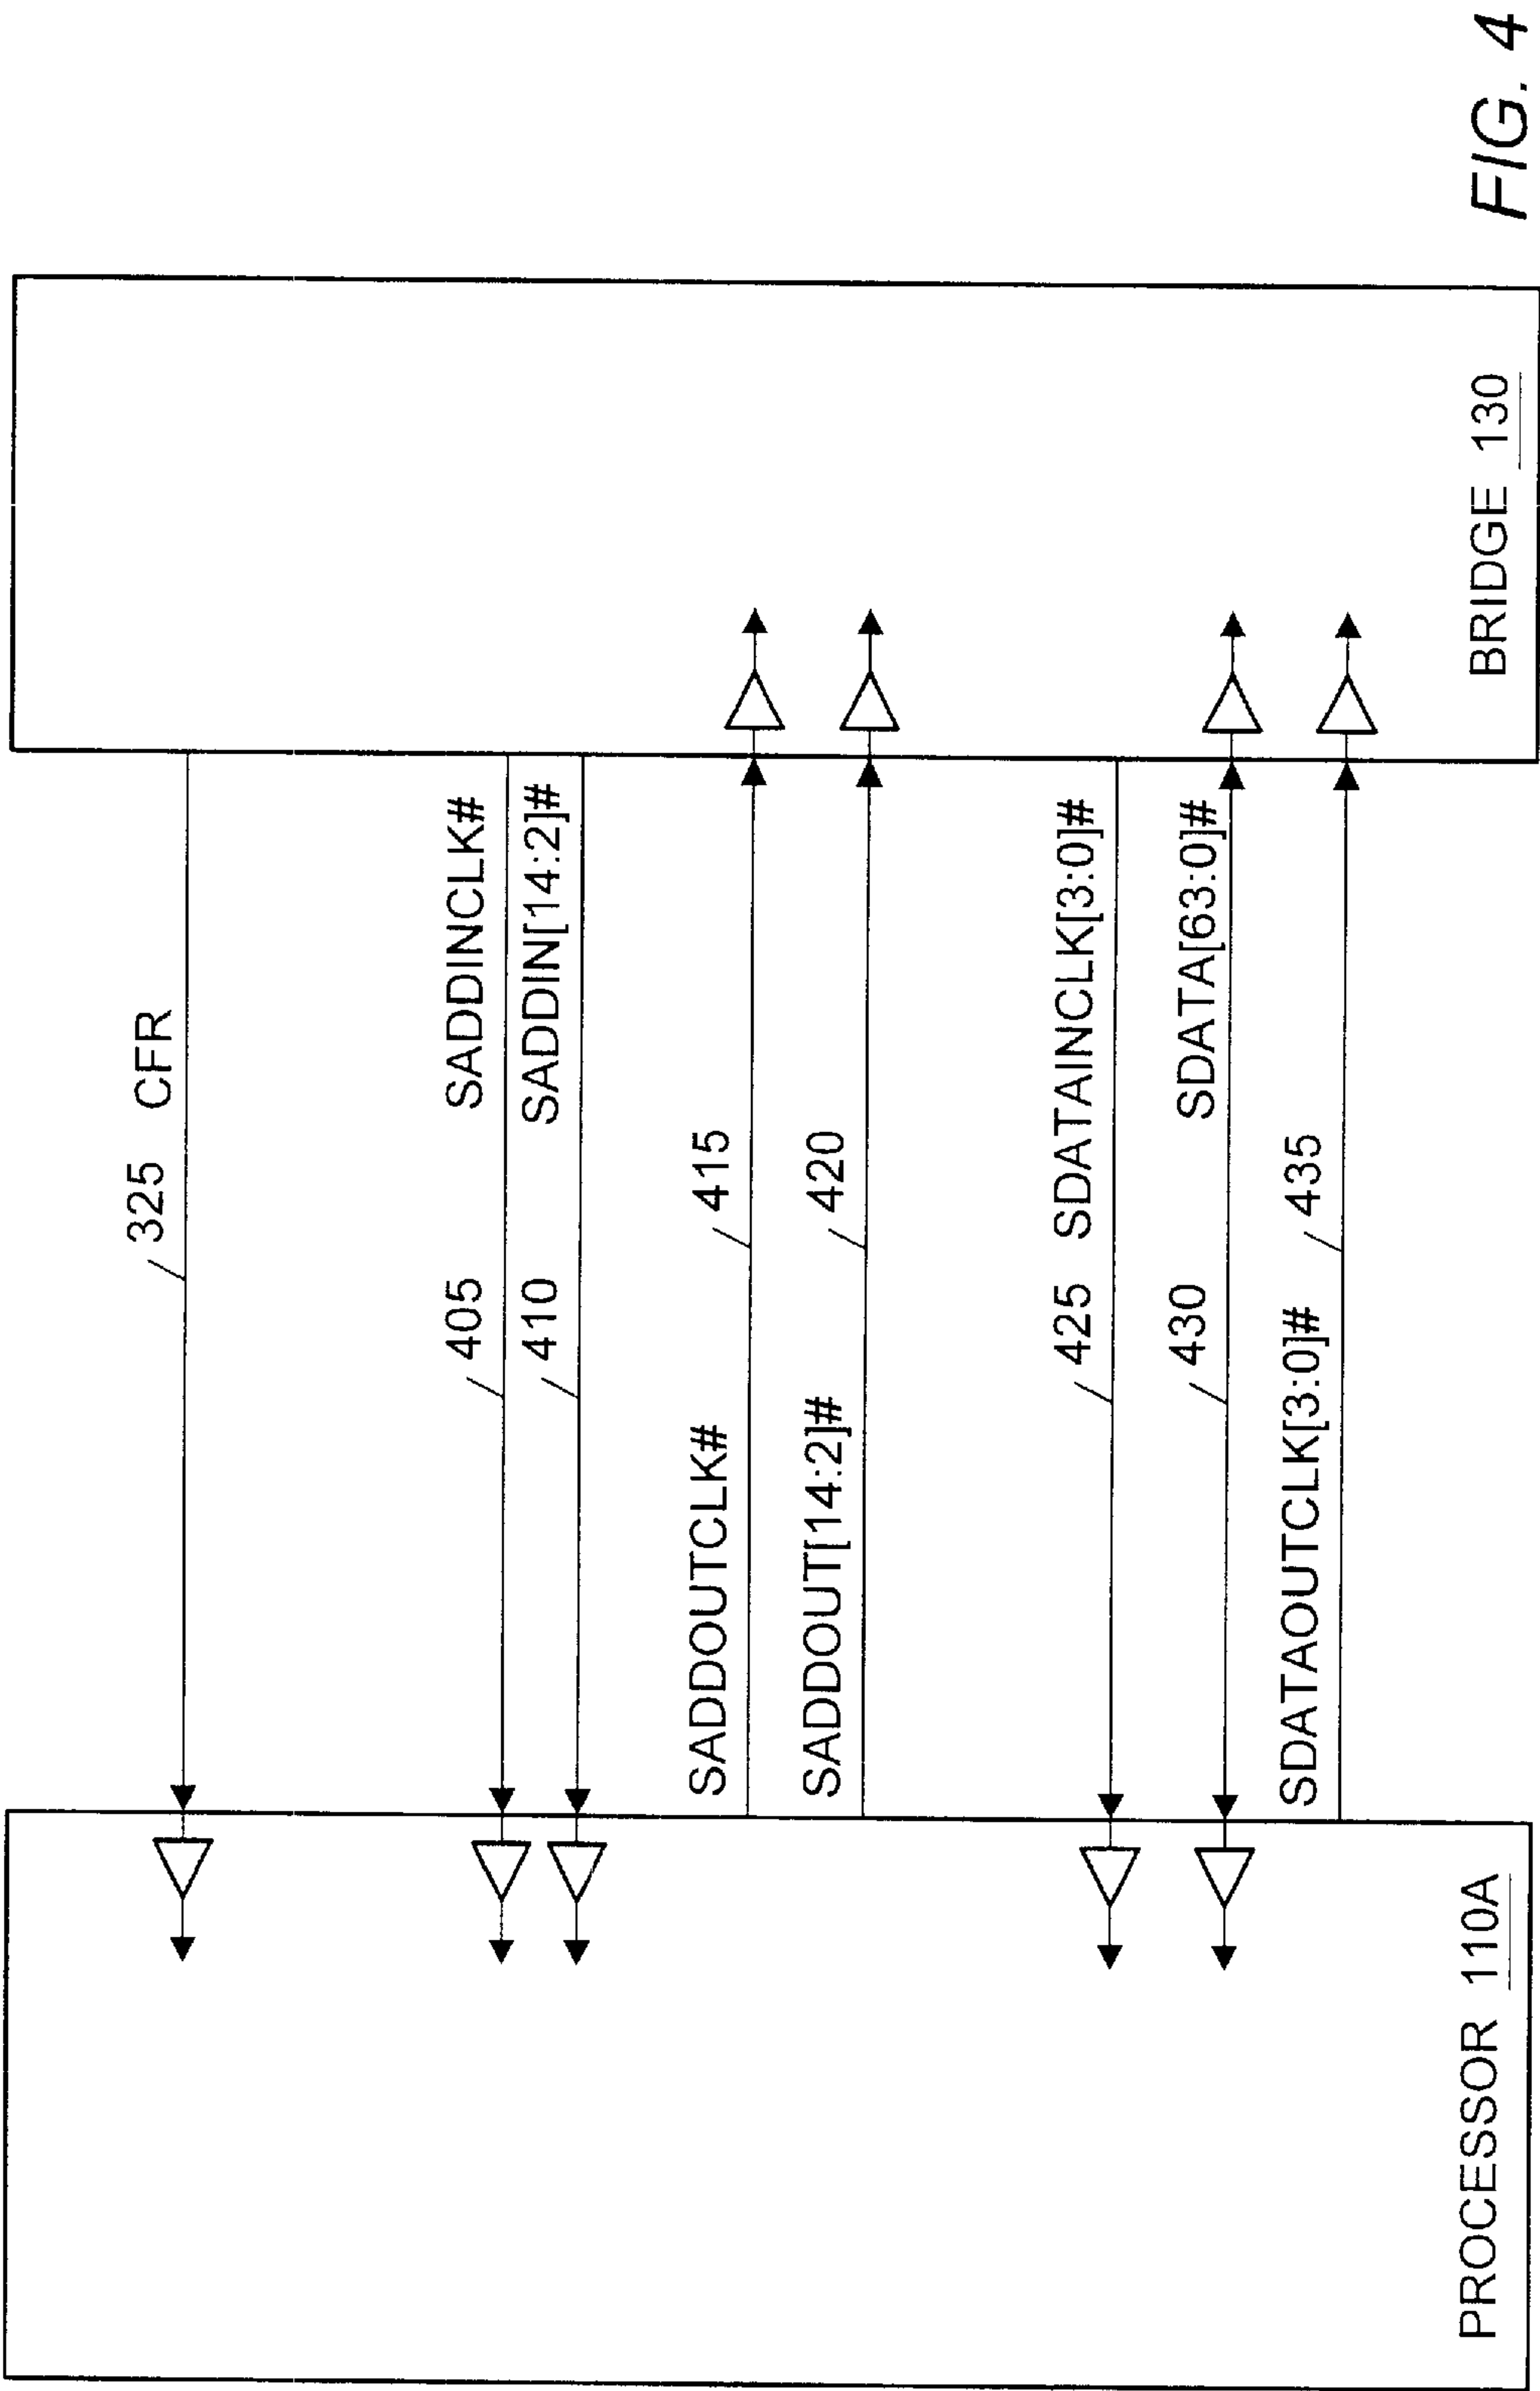 325 CFR
405 SADDINCLK#
410 SADDIN[14:2]#
SADDOUTCLK# 415
SADDOUT[14:2]# 420
425 SDATAINCLK[3:0]#
430 SDATA[63:0]#
SDATAOUTCLK[3:0]# 435
PROCESSOR 110A
BRIDGE 130
FIG. 4